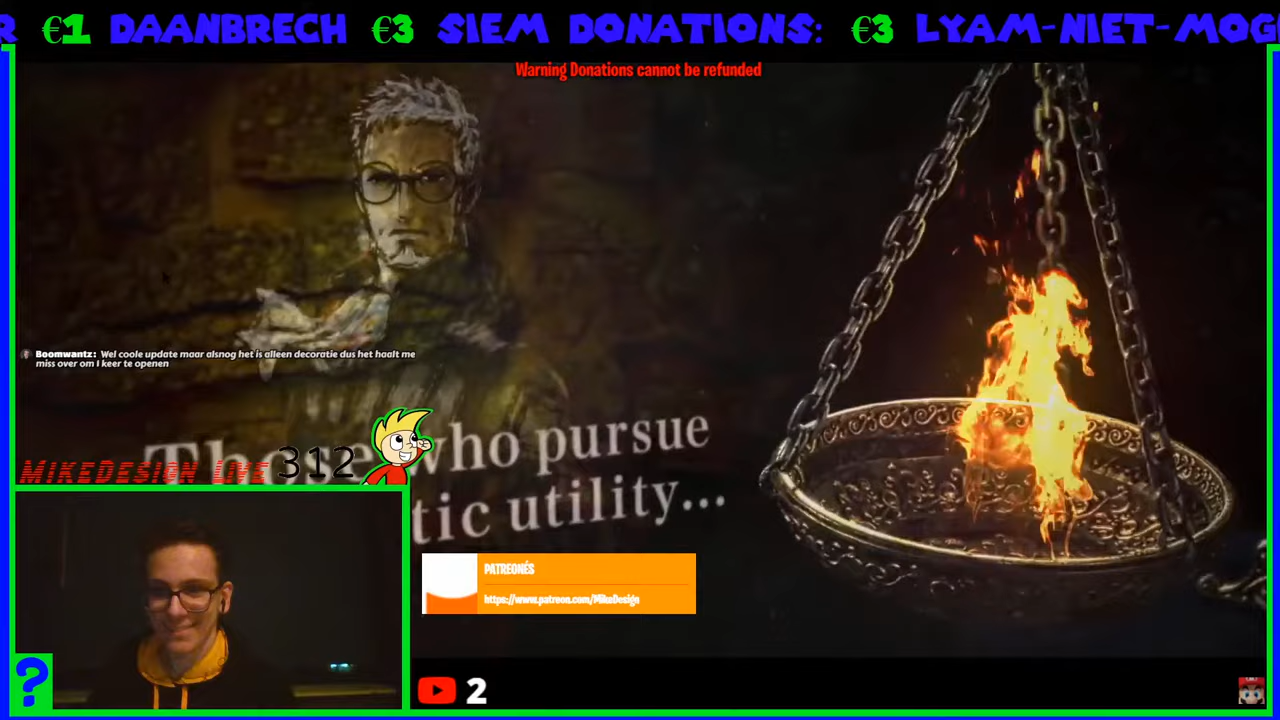 €1 DAANBRECH €3 SIEM DONATIONS: €3 LYAM-NIET-MOG
Warning Donations cannot be refunded
Boomwantz: Wel coole update maar alsnog het is alleen decoratie dus het haalt me
miss over om 1 keer te openen
Those who pursue
tic utility...
MIKEDESIGN LIVE 312
PATREONÉS
https://www.patreon.com/MikeDesign
?
2